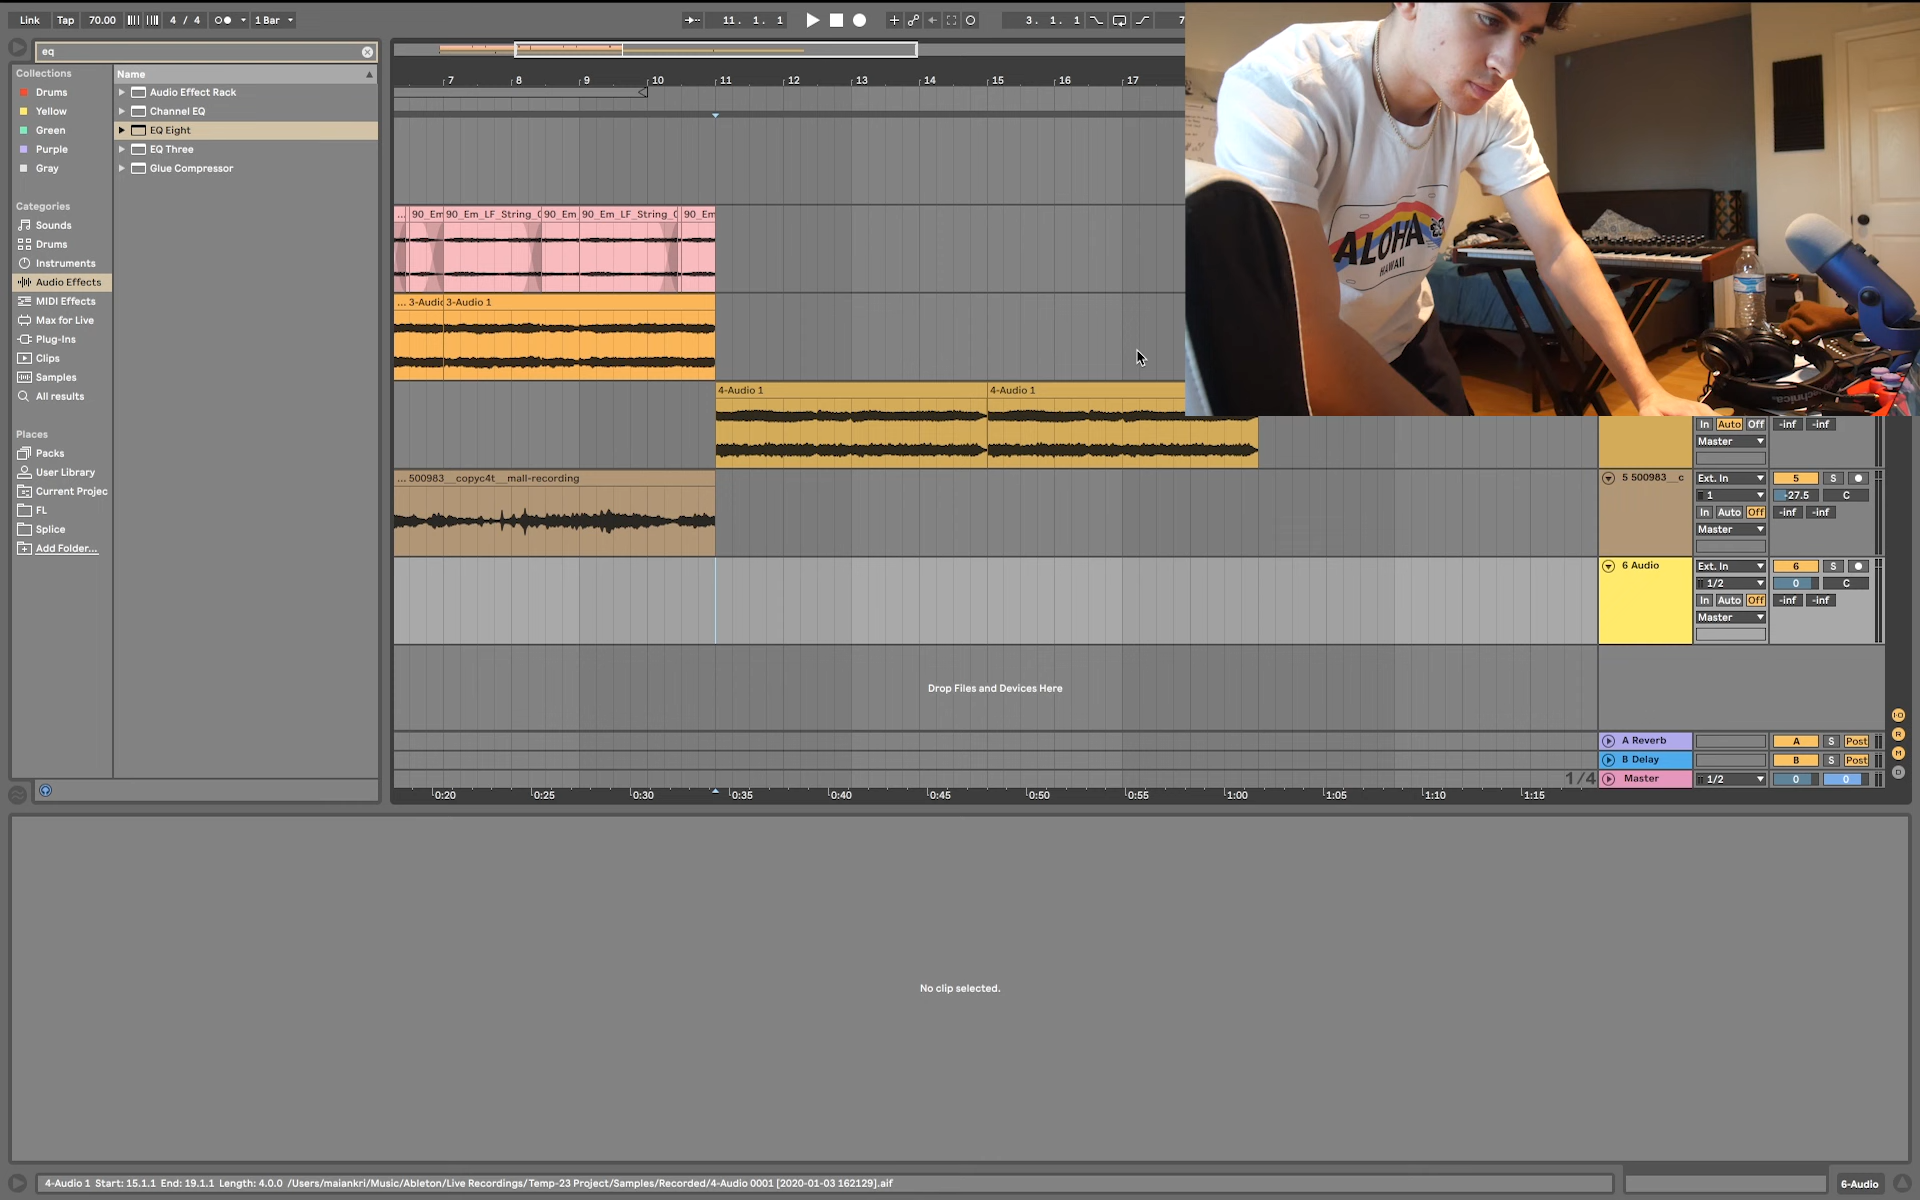 Link Tap 70.00 4 / 4 1 Bar 11. 1. 1 3. 1. 1 7
eq
Collections
Drums
Yellow
Green
Purple
Gray
Categories
Sounds
Drums
Instruments
Audio Effects
MIDI Effects
Max for Live
Plug-Ins
Clips
Samples
All results
Places
Packs
User Library
Current Projec
FL
Splice
Add Folder...
Name
Audio Effect Rack
Channel EQ
EQ Eight
EQ Three
Glue Compressor
7 8 9 10 11 12 13 14 15 16 17
... 90_Em 90_Em_LF_String_( 90_Em 90_Em_LF_String_( 90_Em
... 3-Audic 3-Audio 1
4-Audio 1 4-Audio 1
... 500983__copyc4t__mall-recording
Drop Files and Devices Here
1/4
0:20 0:25 0:30 0:35 0:40 0:45 0:50 0:55 1:00 1:05 1:10 1:15
ALOHA
HAWAII
In Auto Off -inf -inf
Master
5 500983__c Ext. In 5 S
1 -27.5 C
In Auto Off -inf -inf
Master
6 Audio Ext. In 6 S
1/2 0 C
In Auto Off -inf -inf
Master
A Reverb A S Post
B Delay B S Post
Master 1/2 0 0
I-O
R
M
D
No clip selected.
4-Audio 1 Start: 15.1.1 End: 19.1.1 Length: 4.0.0 /Users/maiankri/Music/Ableton/Live Recordings/Temp-23 Project/Samples/Recorded/4-Audio 0001 [2020-01-03 162129].aif
6-Audio